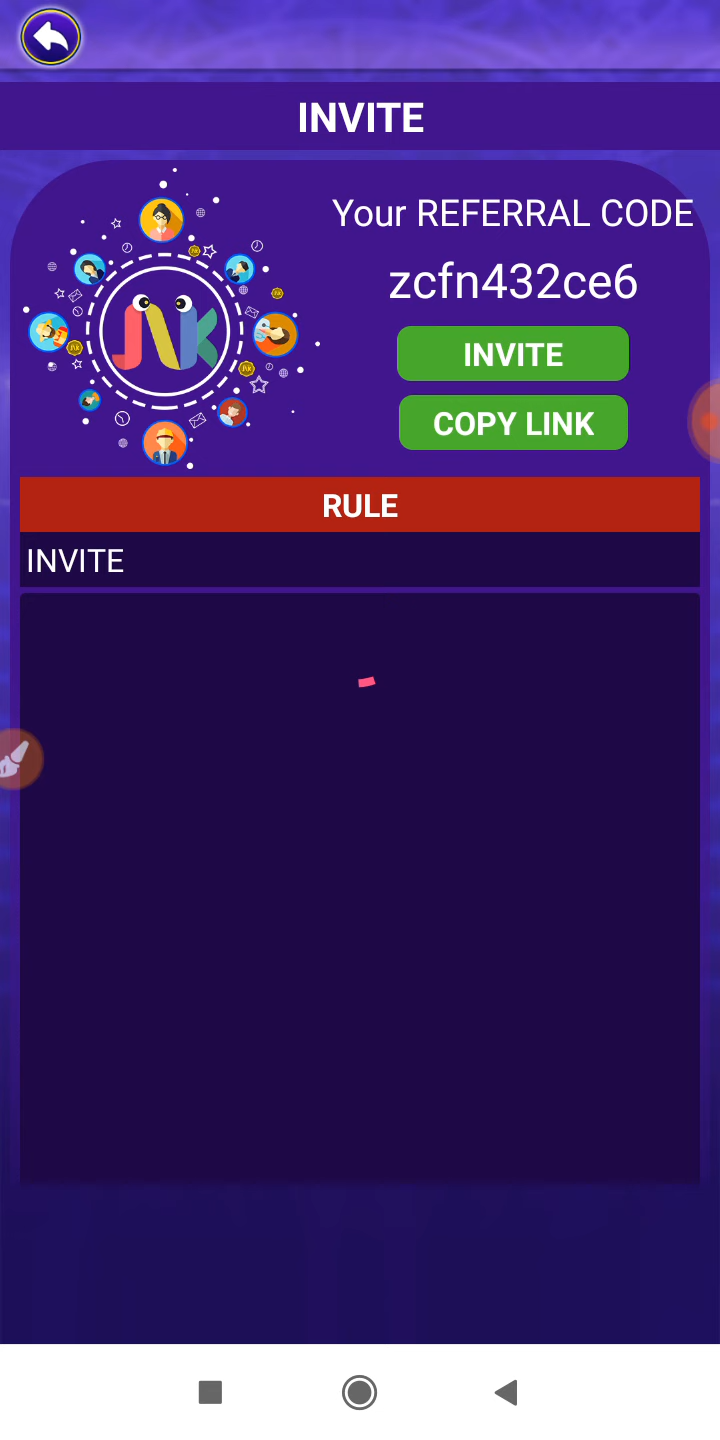 INVITE
Your REFERRAL CODE
zcfn432ce6
INVITE
COPY LINK
RULE
INVITE